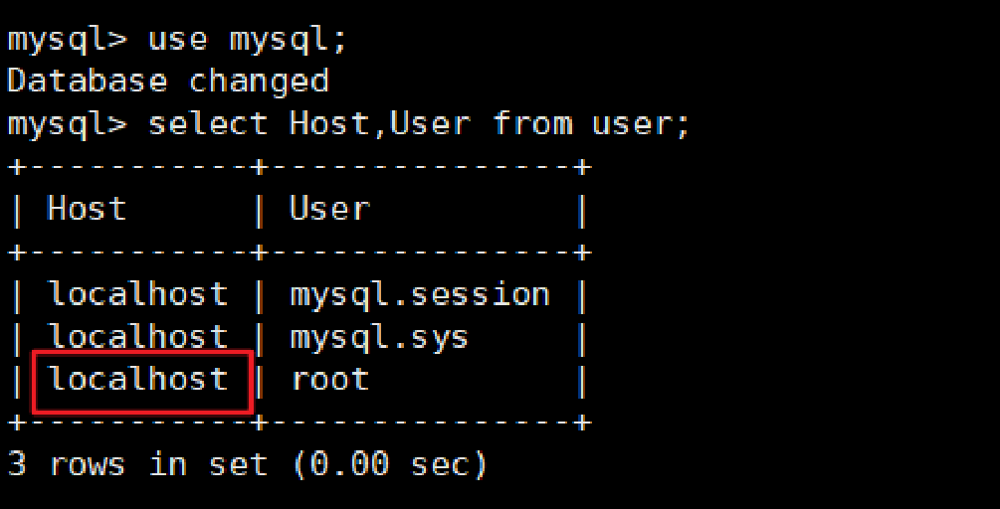 mysql> use mysql;
Database changed
mysql> select Host,User from user;
+-----------+---------------+
| Host      | User          |
+-----------+---------------+
| localhost | mysql.session |
| localhost | mysql.sys     |
| localhost | root          |
+-----------+---------------+
3 rows in set (0.00 sec)